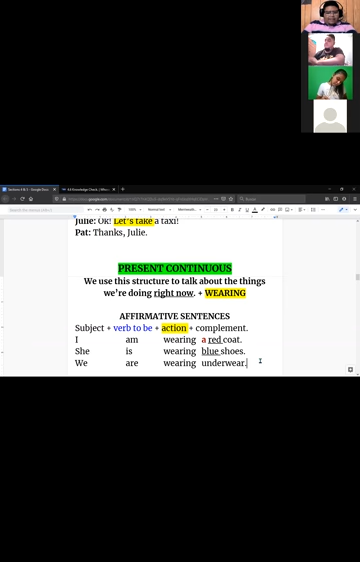 Julie: Ok! Let's take a taxi!
Pat: Thanks, Julie.
PRESENT CONTINUOUS
We use this structure to talk about the things
we're doing right now. + WEARING
AFFIRMATIVE SENTENCES
Subject + verb to be + action + complement.
I am wearing a red coat.
She is wearing blue shoes.
We are wearing underwear.